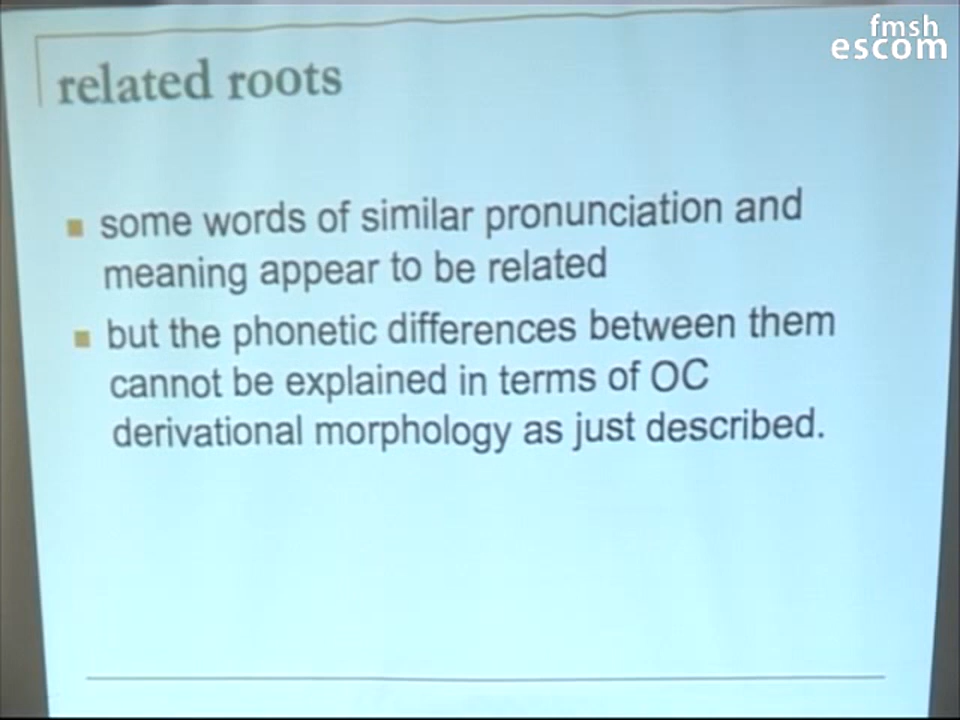 fmsh
escom
related roots
some words of similar pronunciation and
meaning appear to be related
but the phonetic differences between them
cannot be explained in terms of OC
derivational morphology as just described.